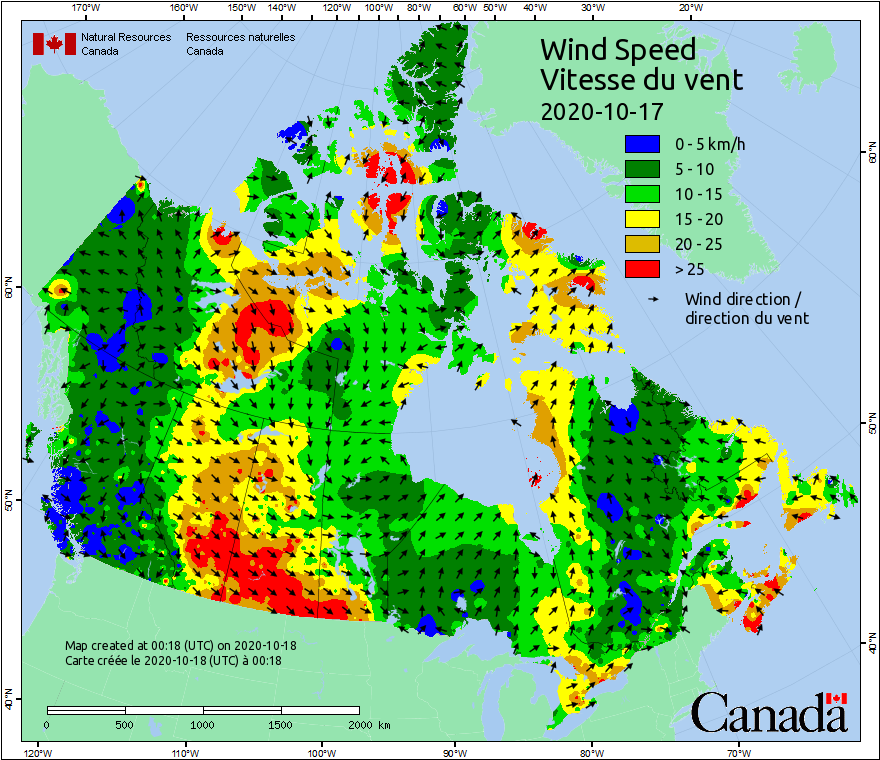 170°W 160°W 150°W 140°W 130°W 120°W 110°W 100°W 90°W 80°W 70°W 60°W 50°W 40°W 30°W 20°W
Natural Resources Ressources naturelles
Canada Canada
Wind Speed
Vitesse du vent
2020-10-17
0 - 5 km/h
5 - 10
10 - 15
15 - 20
20 - 25
> 25
Wind direction /
direction du vent
60°N
50°N
40°N
60°N
50°N
40°N
Map created at 00:18 (UTC) on 2020-10-18
Carte créée le 2020-10-18 (UTC) à 00:18
0 500 1000 1500 2000 km
Canada
120°W 110°W 100°W 90°W 80°W 70°W